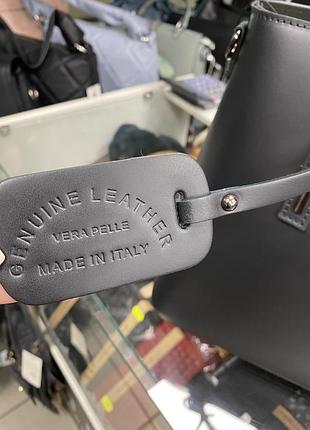 GENUINE LEATHER
VERA PELLE
MADE IN ITALY